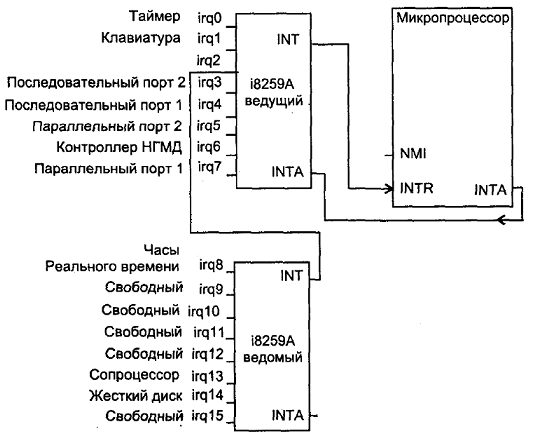 Таймер irq0
Микропроцессор
Клавиатура irq1
INT
irq2
Последовательный порт 2 irq3
i8259A
Последовательный порт 1 irq4
ведущий
Параллельный порт 2 irq5
Контроллер НГМД irq6
NMI
Параллельный порт 1 irq7
INTA
INTR
INTA
Часы
Реального времени irq8
INT
Свободный irq9
Свободный irq10
Свободный irq11
i8259A
Свободный irq12
ведомый
Сопроцессор irq13
Жесткий диск irq14
Свободный irq15
INTA